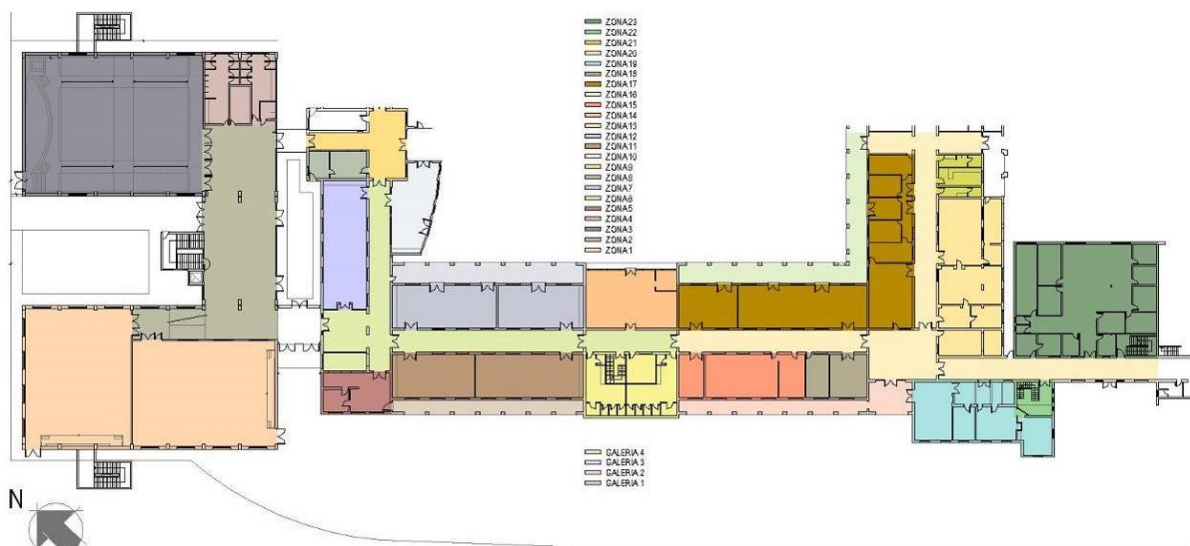 ZONA23
ZONA22
ZONA21
ZONA20
ZONA19
ZONA18
ZONA17
ZONA16
ZONA15
ZONA14
ZONA13
ZONA12
ZONA11
ZONA10
ZONA9
ZONA8
ZONA7
ZONA6
ZONA5
ZONA4
ZONA3
ZONA2
ZONA1
GALERIA 4
GALERIA 3
GALERIA 2
GALERIA 1
N